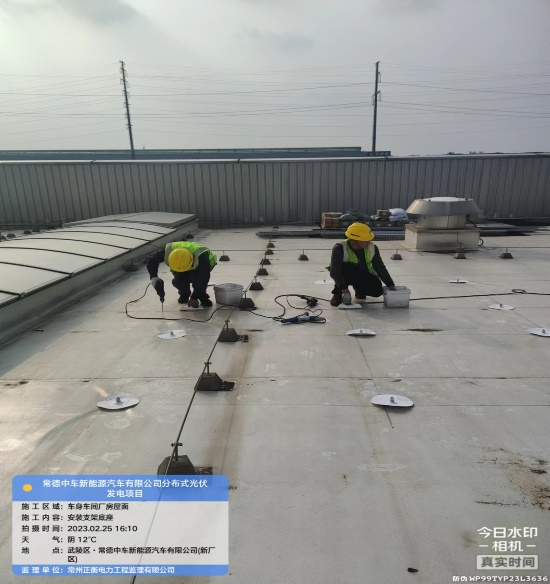 常德中车新能源汽车有限公司分布式光伏
发电项目
施工区域：车身车间厂房屋面
施工内容：安装支架底座
拍摄时间：2023.02.25 16:10
天 气：阴 12℃
地 点：武陵区·常德中车新能源汽车有限公司(新厂
区)
监理单位：常州正衡电力工程监理有限公司
今日水印
相机
真实时间
防伪 WP99TYP23L3656